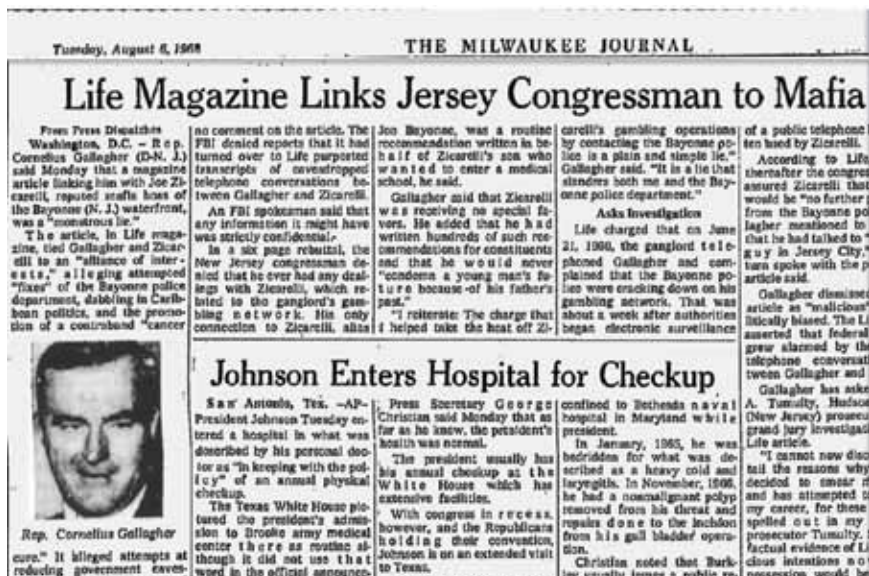 Tuesday, August 6, 1968
THE MILWAUKEE JOURNAL
Life Magazine Links Jersey Congressman to Mafia
From Press Dispatches
Washington, D.C. – Rep.
Cornelius Gallagher (D-N. J.)
said Monday that a magazine
article linking him with Joe Zi-
carelli, reputed mafia boss of
the Bayonne (N. J.) waterfront,
was a "monstrous lie."
The article, in Life maga-
zine, tied Gallagher and Zicar-
elli to an "alliance of inter-
ests," alleging attempted
"fixes" of the Bayonne police
department, dabbling in Carib-
bean politics, and the promo-
tion of a contraband "cancer
Rep. Cornelius Gallagher
cure." It alleged attempts at
reducing government eaves-
no comment on the article. The
FBI denied reports that it had
turned over to Life purported
transcripts of eavesdropped
telephone conversations be-
tween Gallagher and Zicarelli.
An FBI spokesman said that
any information it might have
was strictly confidential.
In a six page rebuttal, the
New Jersey congressman de-
nied that he ever had any deal-
ings with Zicarelli, which re-
lated to the ganglord's gam-
bling network. His only
connection to Zicarelli, alias
Joe Bayonne, was a routine
recommendation written in be-
half of Zicarelli's son who
wanted to enter a medical
school, he said.
Gallagher said that Zicarelli
was receiving no special fa-
vors. He added that he had
written hundreds of such rec-
ommendations for constituents
and that he would never
"condemn a young man's fu-
ture because of his father's
past."
"I reiterate: The charge that
I helped take the heat off Zi-
carelli's gambling operations
by contacting the Bayonne po-
lice is a plain and simple lie."
Gallagher said. "It is a lie that
slanders both me and the Bay-
onne police department."
Asks Investigation
Life charged that on June
21, 1960, the ganglord tele-
phoned Gallagher and com-
plained that the Bayonne po-
lice were cracking down on his
gambling network. That was
about a week after authorities
began electronic surveillance
of a public telephone
ten used by Zicarelli.
According to Life
thereafter the congres
assured Zicarelli that
would be "no further
from the Bayonne po
lagher mentioned to
that he had talked to "
guy in Jersey City,"
turn spoke with the p
article said.
Gallagher dismissed
article as "malicious"
litically biased. The Li
asserted that federal
grew alarmed by the
telephone conversati
tween Gallagher and
Gallagher has aske
A. Tumulty, Hudson
(New Jersey) prosecu
grand jury investigati
Life article.
"I cannot now disc
tail the reasons why
decided to smear m
and has attempted t
my career, for these
spelled out in my
prosecutor Tumulty.
factual evidence of Li
cious intentions not
possession would be
Johnson Enters Hospital for Checkup
San Antonio, Tex. –AP–
President Johnson Tuesday en-
tered a hospital in what was
described by his personal doc-
tor as "in keeping with the pol-
icy" of an annual physical
checkup.
The Texas White House pic-
tured the president's admis-
sion to Brooke army medical
center there as routine al-
though it did not use that
word in the official announce-
Press Secretary George
Christian said Monday that as
far as he knew, the president's
health was normal.
The president usually has
his annual checkup at the
White House which has
extensive facilities.
With congress in recess,
however, and the Republicans
holding their convention,
Johnson is on an extended visit
to Texas.
confined to Bethesda naval
hospital in Maryland while
president.
In January, 1965, he was
bedridden for what was de-
scribed as a heavy cold and
laryngitis. In November, 1966,
he had a nonmalignant polyp
removed from his throat and
repairs done to the incision
from his gall bladder opera-
tion.
Christian noted that Burk-
ley usually issues a public re-